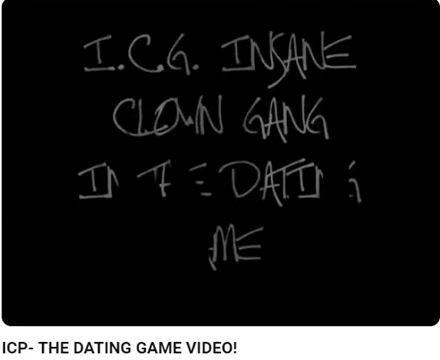 I.C.G. INSANE
CLOWN GANG
ME
ICP- THE DATING GAME VIDEO!